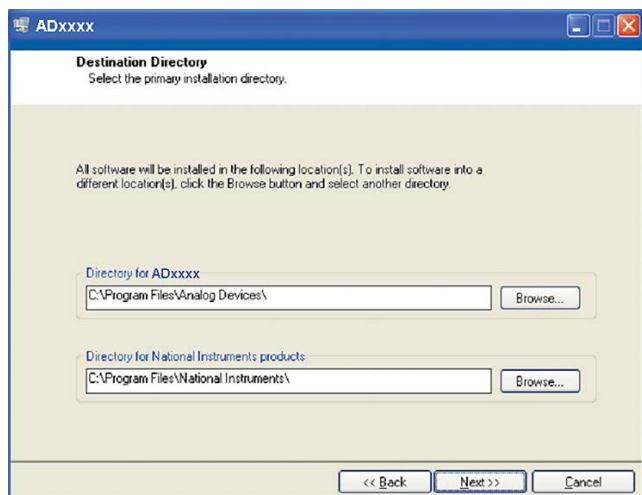 ADxxxx
Destination Directory
Select the primary installation directory.
All software will be installed in the following location(s). To install software into a
different location(s), click the Browse button and select another directory.
Directory for ADxxxx
C:\Program Files\Analog Devices\
Browse...
Directory for National Instruments products
C:\Program Files\National Instruments\
Browse...
<< Back
Next >>
Cancel